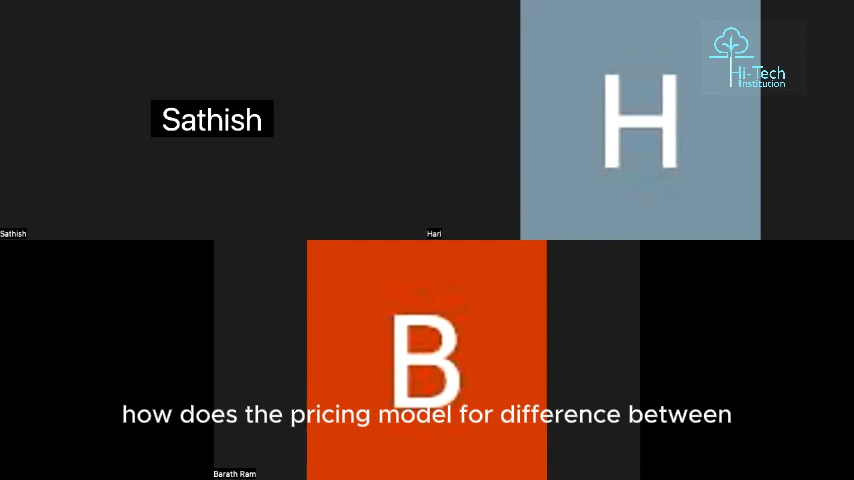 Sathish
H
Hi-Tech
Institution
Sathish
Hari
B
how does the pricing model for difference between
Barath Ram